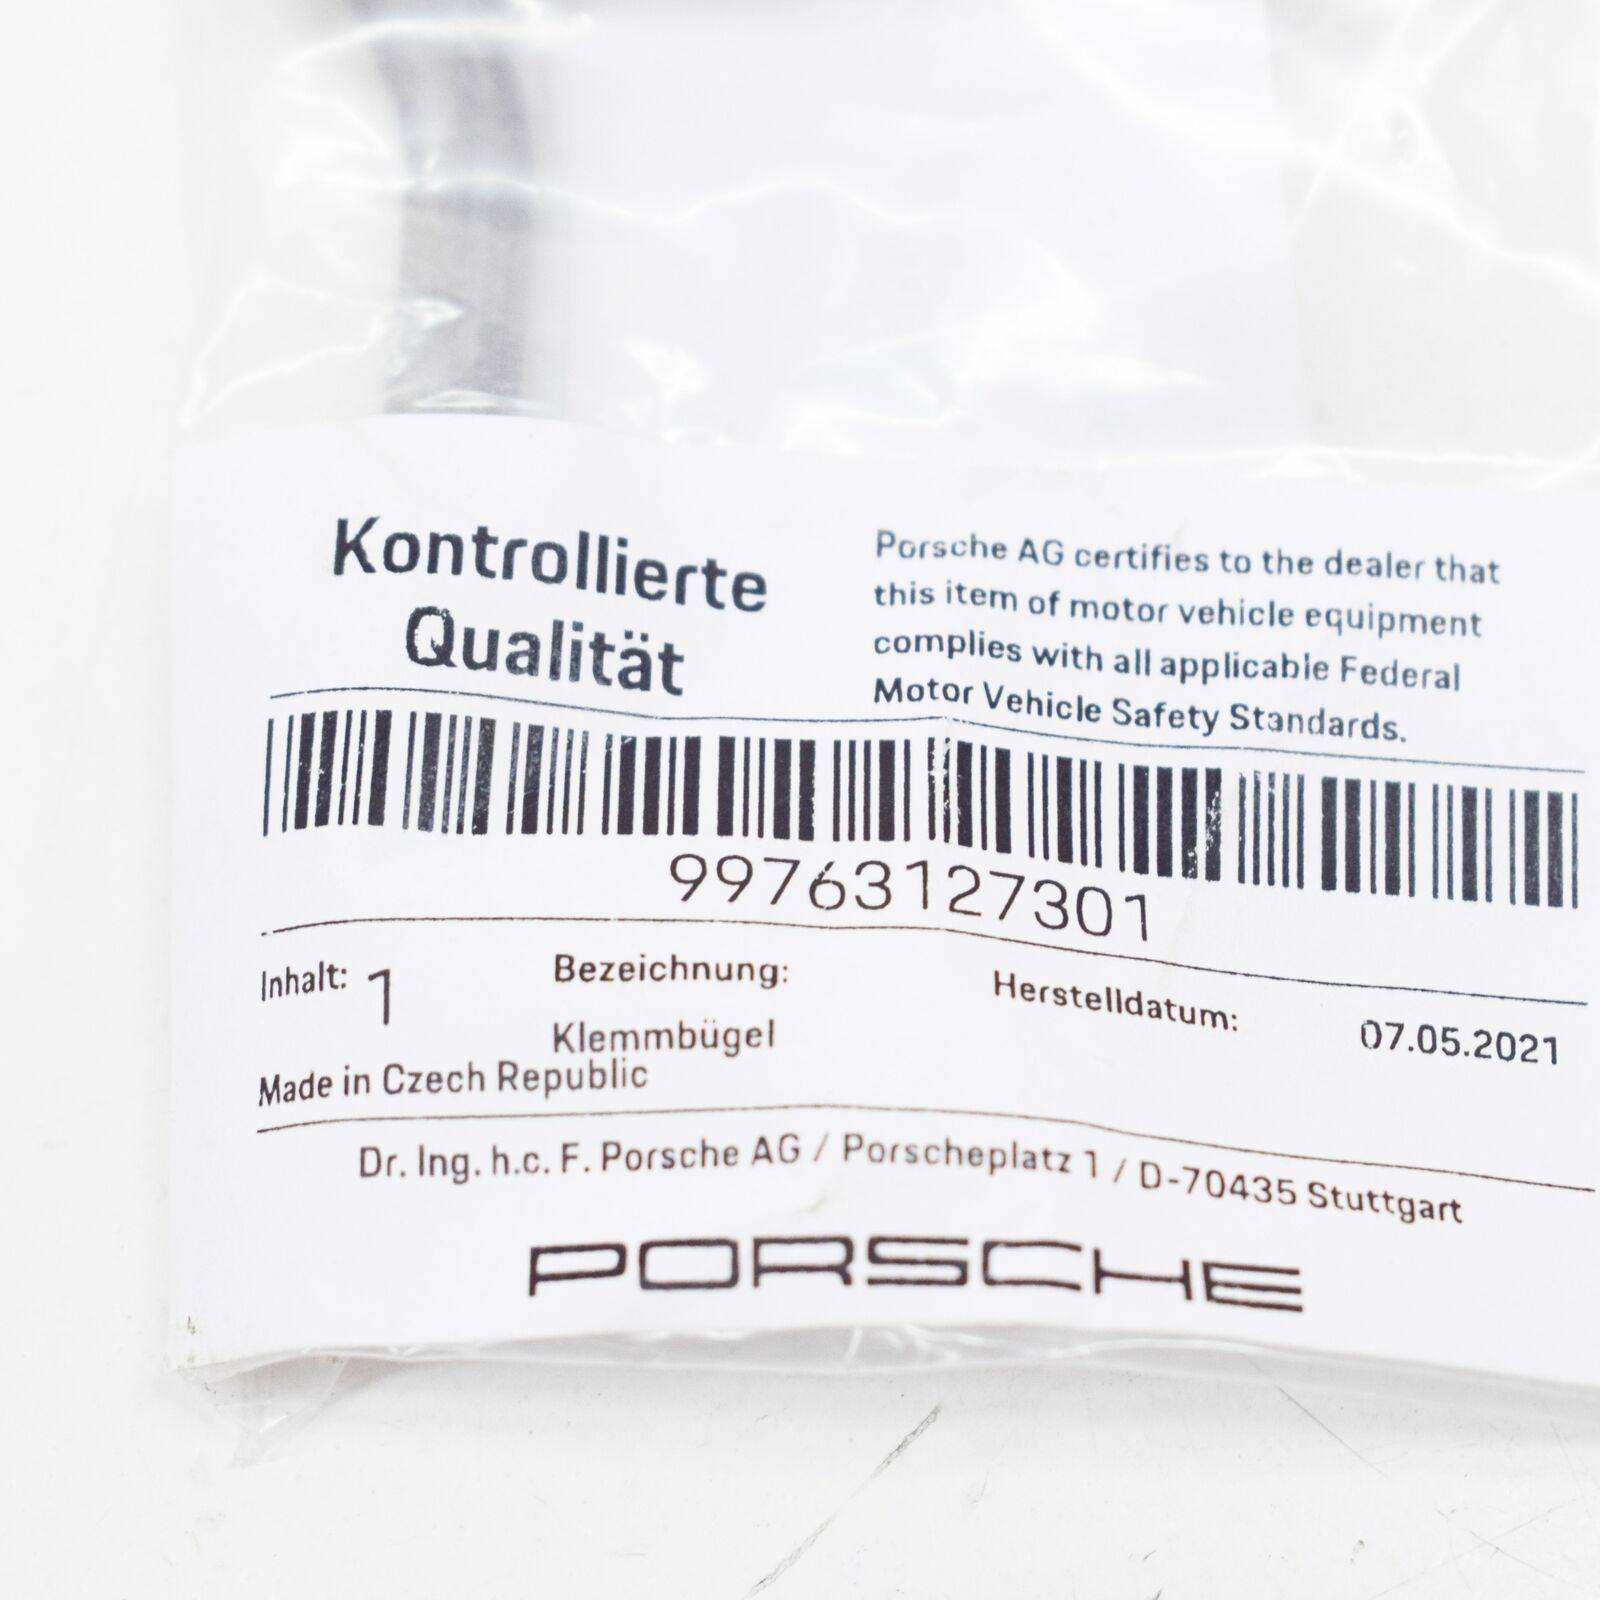 Kontrollierte
Qualität
Porsche AG certifies to the dealer that
this item of motor vehicle equipment
complies with all applicable Federal
Motor Vehicle Safety Standards.
99763127301
Inhalt: 1
Bezeichnung:
Klemmbügel
Herstelldatum: 07.05.2021
Made in Czech Republic
Dr. Ing. h.c. F. Porsche AG / Porscheplatz 1 / D-70435 Stuttgart
PORSCHE